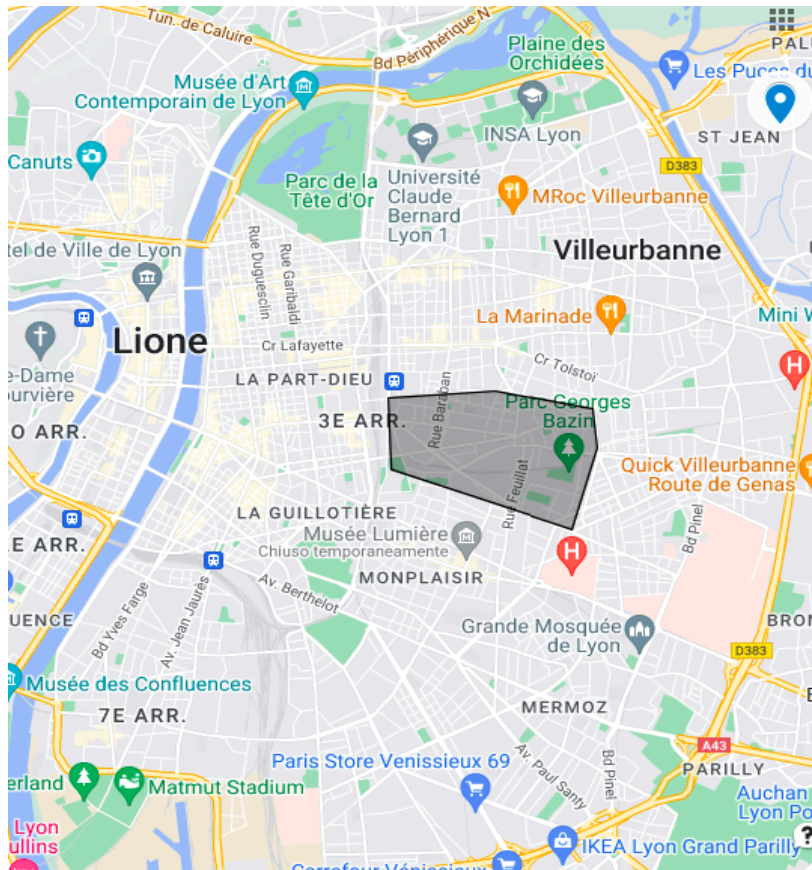 Tun. de Caluire
Bd Périphérique N
Plaine des
Orchidées
PAL
Les Puces du
Musée d'Art
Contemporain de Lyon
INSA Lyon
ST JEAN
Canuts
D383
Université
Claude
Bernard
Lyon 1
Parc de la
Tête d'Or
MRoc Villeurbanne
tel de Ville de Lyon
Rue Duguesclin
Rue Garibaldi
Villeurbanne
La Marinade
Mini W
Lione
Cr Lafayette
Cr Tolstoï
H
e-Dame
ourvière
LA PART-DIEU
Rue Baraban
Parc Georges
Bazin
3E ARR.
O ARR.
Quick Villeurbanne
Route de Genas
Rue Feuillat
LA GUILLOTIÈRE
Bd Pinel
Musée Lumière
Chiuso temporaneamente
E ARR.
H
MONPLAISIR
Av. Berthelot
Bd Yves Farge
Av. Jean Jaurès
UENCE
BRON
Grande Mosquée
de Lyon
D383
Musée des Confluences
7E ARR.
MERMOZ
A43
PARILLY
Paris Store Venissieux 69
Av. Paul Santy
Bd Pinel
erland
Matmut Stadium
Auchan
Lyon Po
Lyon
ullins
IKEA Lyon Grand Parilly
?
Carrefour Vénissieux